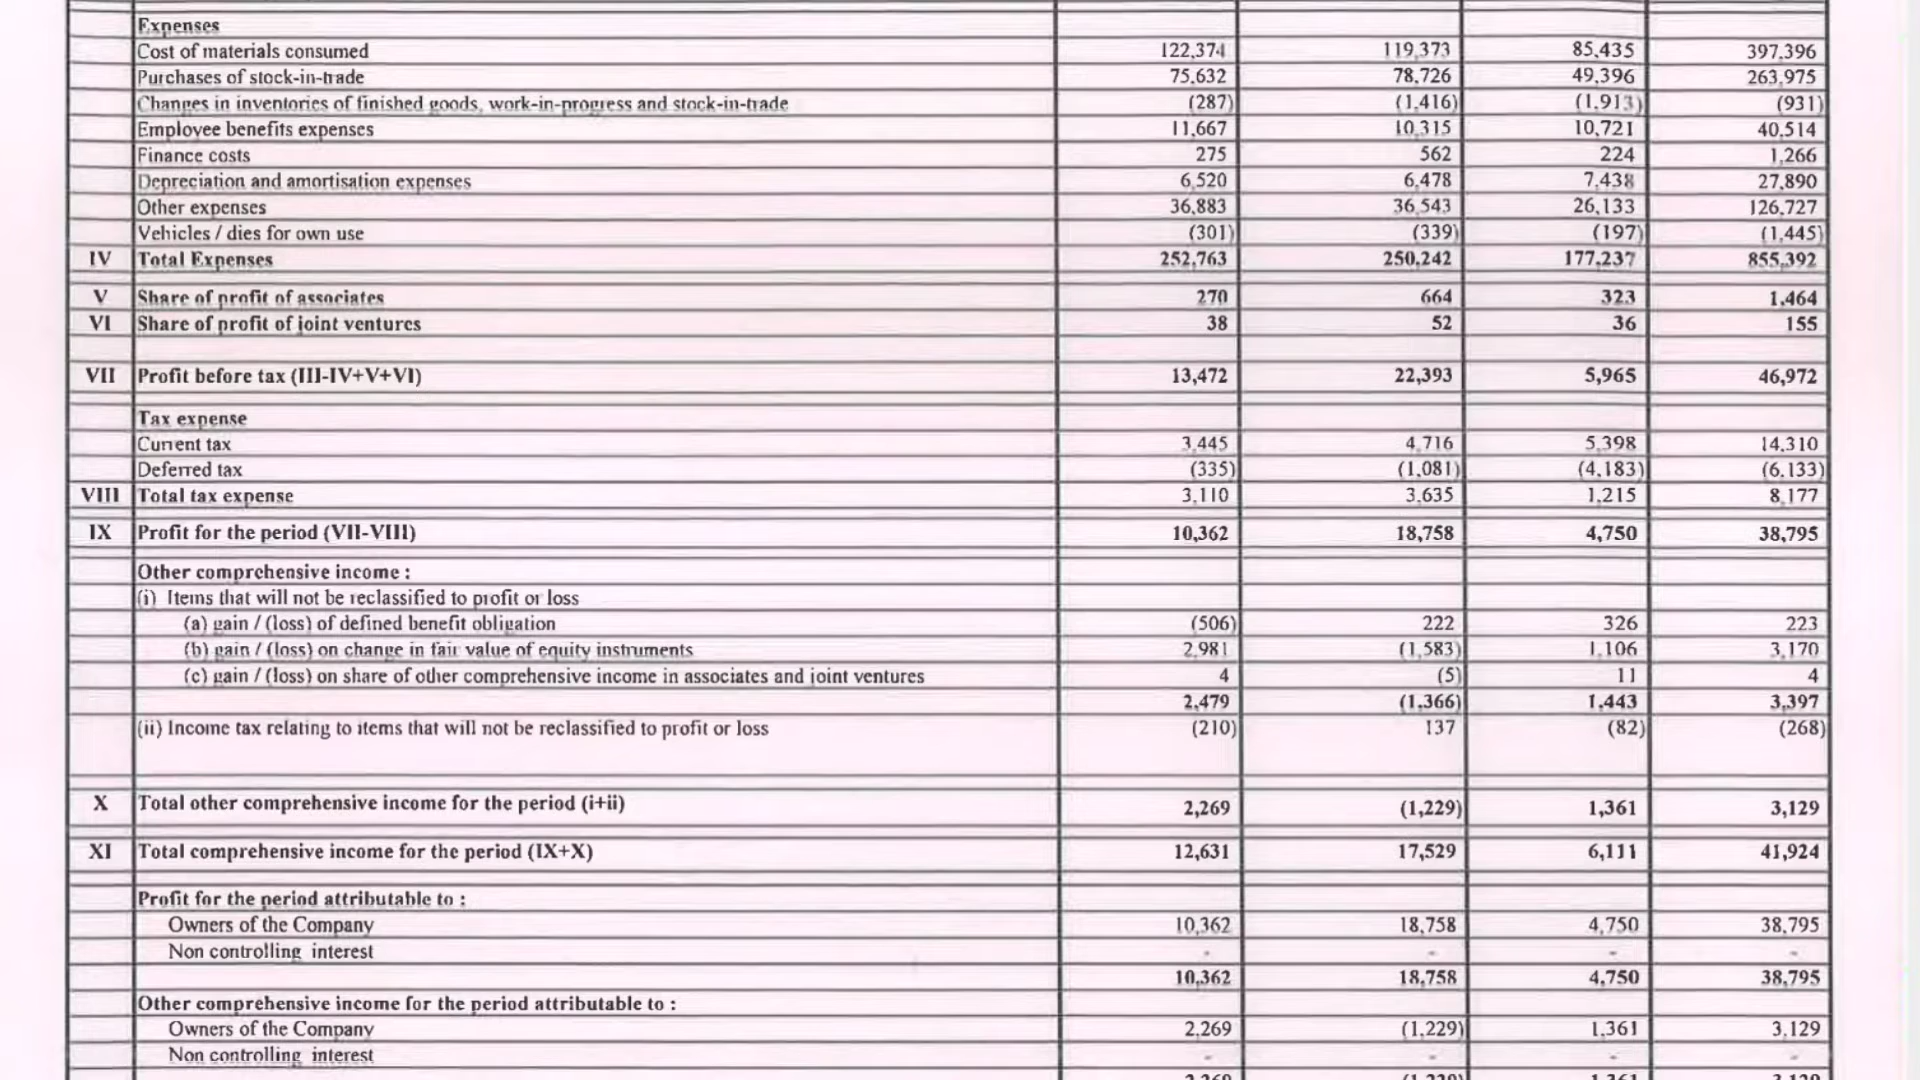 Expenses
Cost of materials consumed 122,374 119,373 85,435 397,396
Purchases of stock-in-trade 75,632 78,726 49,396 263,975
Changes in inventories of finished goods, work-in-progress and stock-in-trade (287) (1,416) (1,913) (931)
Employee benefits expenses 11,667 10,315 10,721 40,514
Finance costs 275 562 224 1,266
Depreciation and amortisation expenses 6,520 6,478 7,438 27,890
Other expenses 36,883 36,543 26,133 126,727
Vehicles / dies for own use (301) (339) (197) (1,445)
IV Total Expenses 252,763 250,242 177,237 855,392
V Share of profit of associates 270 664 323 1,464
VI Share of profit of joint ventures 38 52 36 155
VII Profit before tax (III-IV+V+VI) 13,472 22,393 5,965 46,972
Tax expense
Current tax 3,445 4,716 5,398 14,310
Deferred tax (335) (1,081) (4,183) (6,133)
VIII Total tax expense 3,110 3,635 1,215 8,177
IX Profit for the period (VII-VIII) 10,362 18,758 4,750 38,795
Other comprehensive income :
(i) Items that will not be reclassified to profit or loss
(a) gain / (loss) of defined benefit obligation (506) 222 326 223
(b) gain / (loss) on change in fair value of equity instruments 2,981 (1,583) 1,106 3,170
(c) gain / (loss) on share of other comprehensive income in associates and joint ventures 4 (5) 11 4
2,479 (1,366) 1,443 3,397
(ii) Income tax relating to items that will not be reclassified to profit or loss (210) 137 (82) (268)
X Total other comprehensive income for the period (i+ii) 2,269 (1,229) 1,361 3,129
XI Total comprehensive income for the period (IX+X) 12,631 17,529 6,111 41,924
Profit for the period attributable to :
Owners of the Company 10,362 18,758 4,750 38,795
Non controlling interest - - - -
10,362 18,758 4,750 38,795
Other comprehensive income for the period attributable to :
Owners of the Company 2,269 (1,229) 1,361 3,129
Non controlling interest - - - -